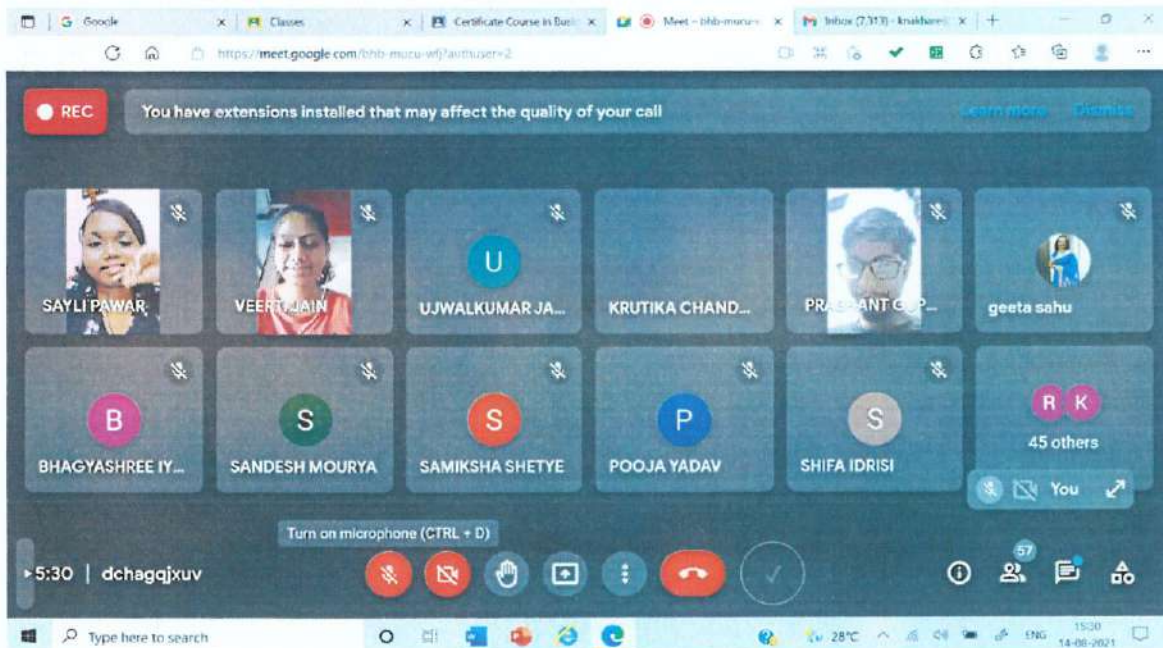 Google
Classes
Certificate Course in Busi
Meet – bhb-mucu-
Inbox (7,313) -
https://meet.google.com/bhb-mucu-wfj?authuser=2
REC
You have extensions installed that may affect the quality of your call
Learn more
Dismiss
SAYLI PAWAR
VEERTI JAIN
U
UJWALKUMAR JA...
KRUTIKA CHAND...
PRASHANT GUP...
geeta sahu
B
BHAGYASHREE IY...
S
SANDESH MOURYA
S
SAMIKSHA SHETYE
P
POOJA YADAV
S
SHIFA IDRISI
R K
45 others
You
Turn on microphone (CTRL + D)
5:30 | dchagqjxuv
57
Type here to search
28°C
ENG
15:30
14-08-2021